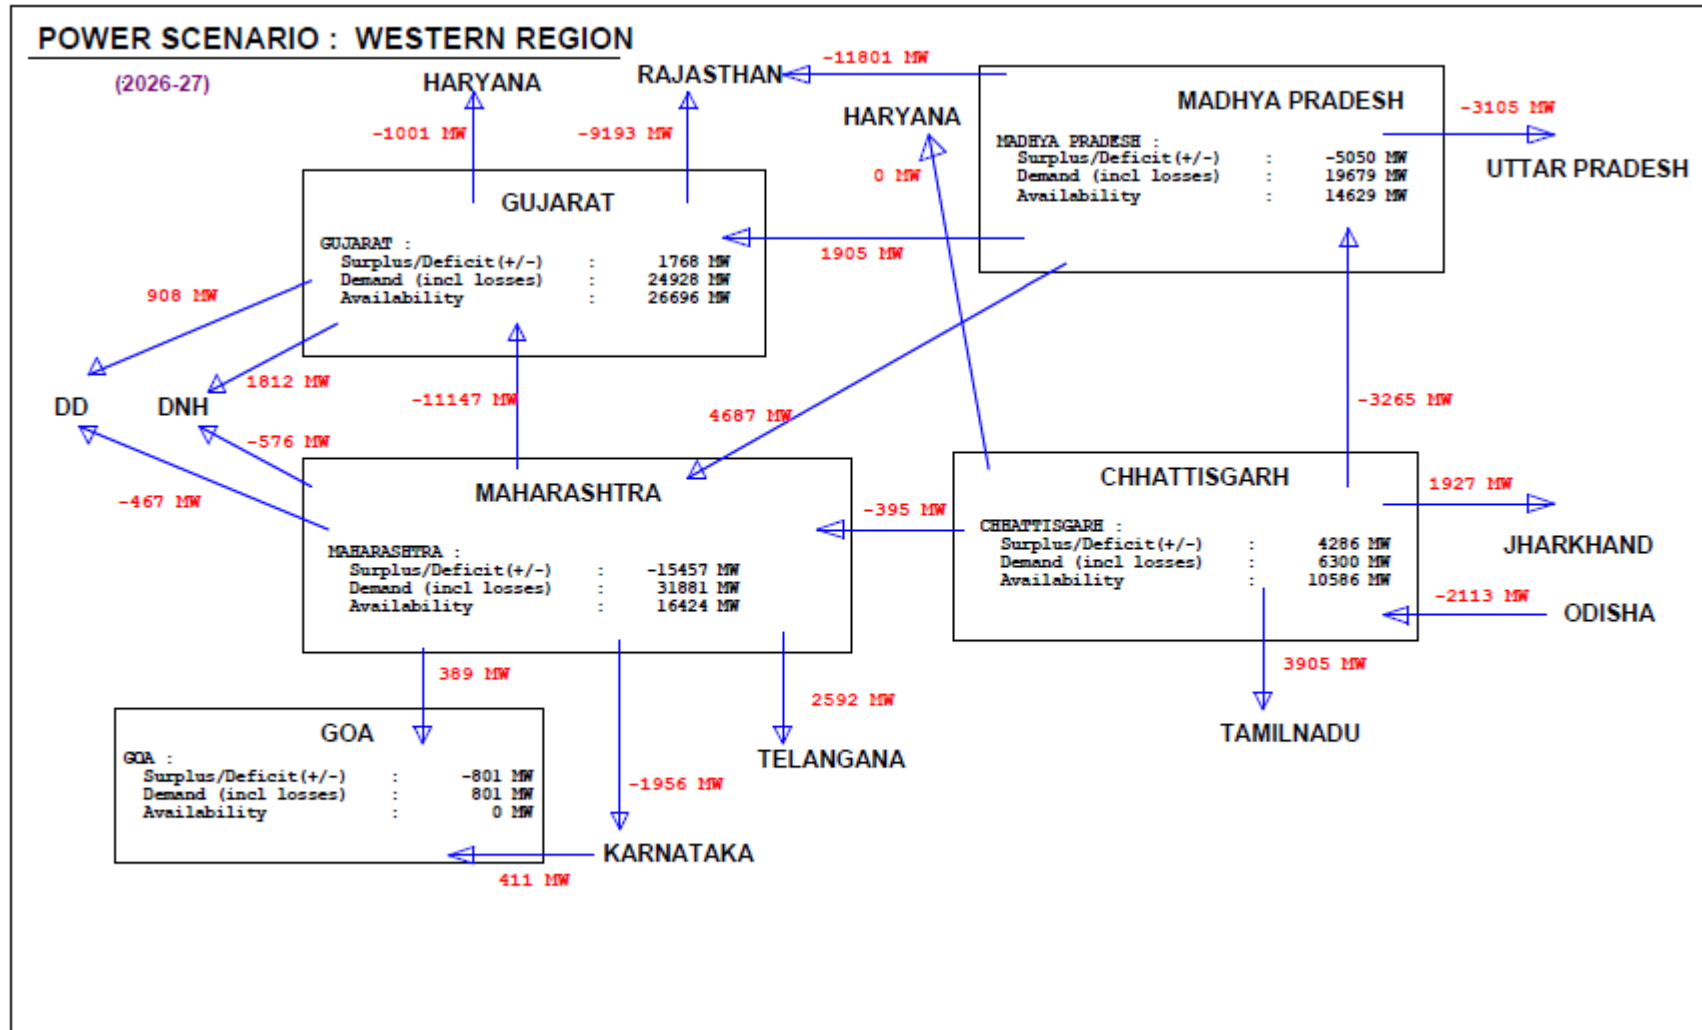 POWER SCENARIO :  WESTERN REGION
(2026-27)
HARYANA
RAJASTHAN
-11801 MW
-1001 MW
-9193 MW
HARYANA
0 MW
MADHYA PRADESH
MADHYA PRADESH :
Surplus/Deficit(+/-) : -5050 MW
Demand (incl losses) : 19679 MW
Availability : 14629 MW
-3105 MW
UTTAR PRADESH
GUJARAT
GUJARAT :
Surplus/Deficit(+/-) : 1768 MW
Demand (incl losses) : 24928 MW
Availability : 26696 MW
1905 MW
908 MW
1812 MW
DD
DNH
-11147 MW
4687 MW
-3265 MW
-576 MW
-467 MW
MAHARASHTRA
MAHARASHTRA :
Surplus/Deficit(+/-) : -15457 MW
Demand (incl losses) : 31881 MW
Availability : 16424 MW
-395 MW
CHHATTISGARH
CHHATTISGARH :
Surplus/Deficit(+/-) : 4286 MW
Demand (incl losses) : 6300 MW
Availability : 10586 MW
1927 MW
JHARKHAND
-2113 MW
ODISHA
389 MW
2592 MW
3905 MW
TAMILNADU
TELANGANA
GOA
GOA :
Surplus/Deficit(+/-) : -801 MW
Demand (incl losses) : 801 MW
Availability : 0 MW
-1956 MW
KARNATAKA
411 MW